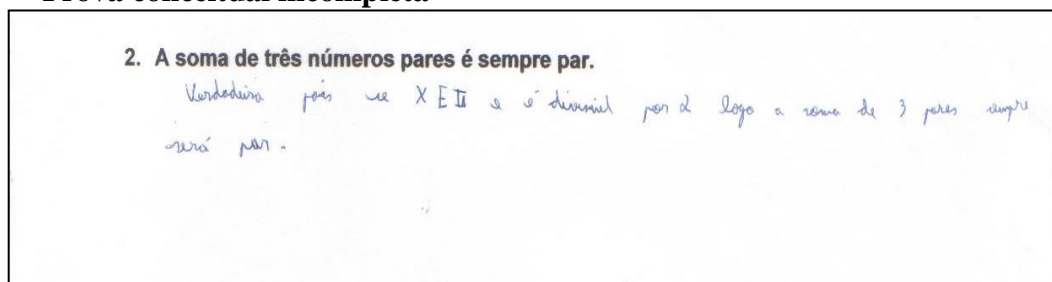 Prova conceitual incompleta
2. A soma de três números pares é sempre par.
Verdadeira pois se X E II e é divisível por 2 logo a soma de 3 pares sempre
será par.